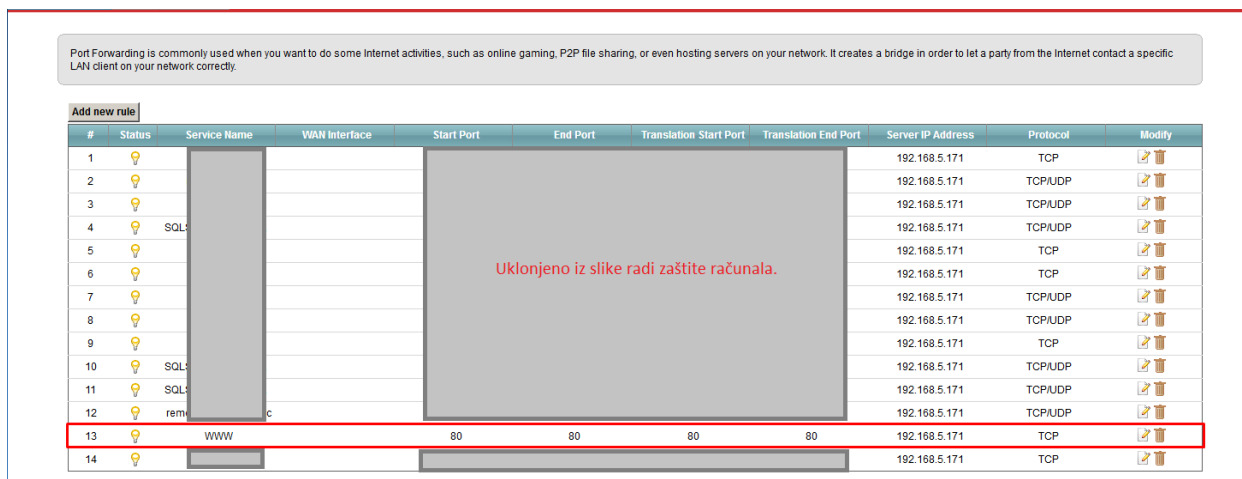 Port Forwarding is commonly used when you want to do some Internet activities, such as online gaming, P2P file sharing, or even hosting servers on your network. It creates a bridge in order to let a party from the Internet contact a specific
LAN client on your network correctly.
Add new rule
# Status Service Name WAN Interface Start Port End Port Translation Start Port Translation End Port Server IP Address Protocol Modify
1 192.168.5.171 TCP
2 192.168.5.171 TCP/UDP
3 192.168.5.171 TCP/UDP
4 SQLS 192.168.5.171 TCP/UDP
5 192.168.5.171 TCP
Uklonjeno iz slike radi zaštite računala.
6 192.168.5.171 TCP
7 192.168.5.171 TCP/UDP
8 192.168.5.171 TCP/UDP
9 192.168.5.171 TCP
10 SQLS 192.168.5.171 TCP/UDP
11 SQLS 192.168.5.171 TCP/UDP
12 rem c 192.168.5.171 TCP/UDP
13 WWW 80 80 80 80 192.168.5.171 TCP
14 192.168.5.171 TCP